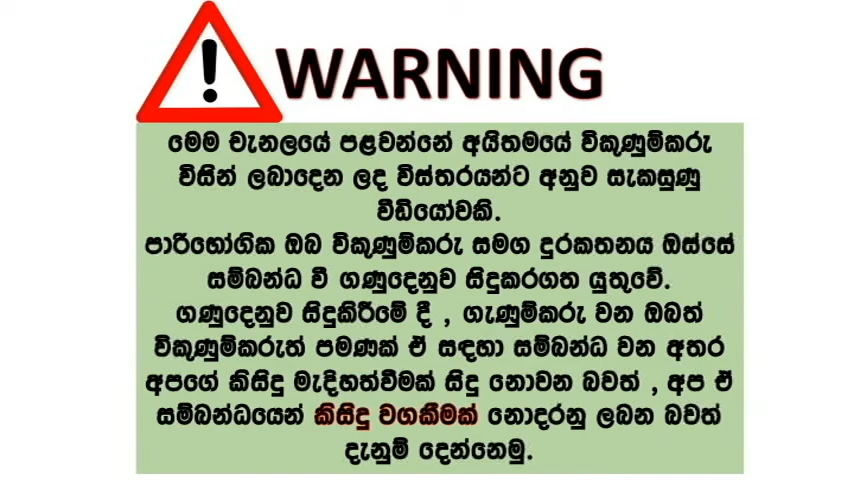 WARNING
මෙම චැනලයේ පළවන්නේ අයිතමයේ විකුණුම්කරු
විසින් ලබාදෙන ලද විස්තරයන්ට අනුව සැකසුණු
වීඩියෝවකි.
පාරිභෝගික ඔබ විකුණුම්කරු සමග දුරකතනය ඔස්සේ
සම්බන්ධ වී ගණුදෙනුව සිදුකරගත යුතුවේ.
ගණුදෙනුව සිදුකිරීමේ දී , ගැණුම්කරු වන ඔබත්
විකුණුම්කරුත් පමණක් ඒ සඳහා සම්බන්ධ වන අතර
අපගේ කිසිදු මැදිහත්වීමක් සිදු නොවන බවත් , අප ඒ
සම්බන්ධයෙන් කිසිදු වගකීමක් නොදරනු ලබන බවත්
දැනුම් දෙන්නෙමු.